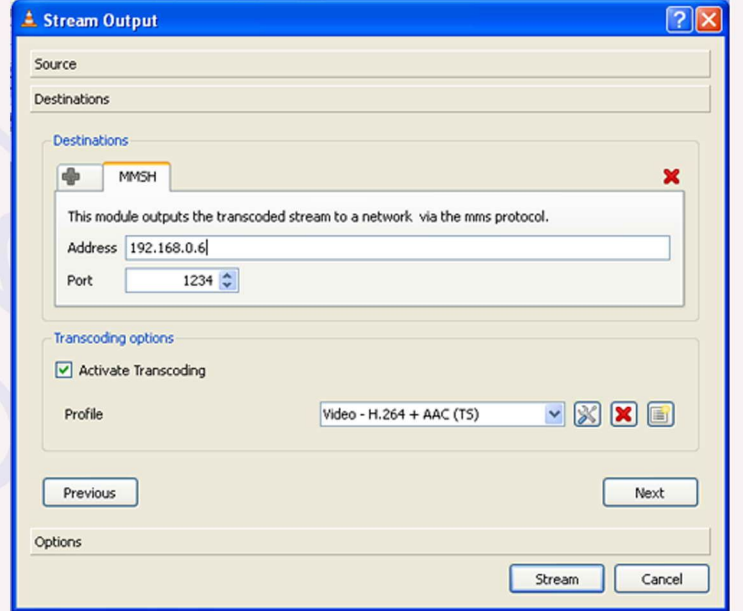 Stream Output
Source
Destinations
Destinations
MMSH
This module outputs the transcoded stream to a network via the mms protocol.
Address 192.168.0.6
Port 1234
Transcoding options
Activate Transcoding
Profile Video - H.264 + AAC (TS)
Previous Next
Options
Stream Cancel